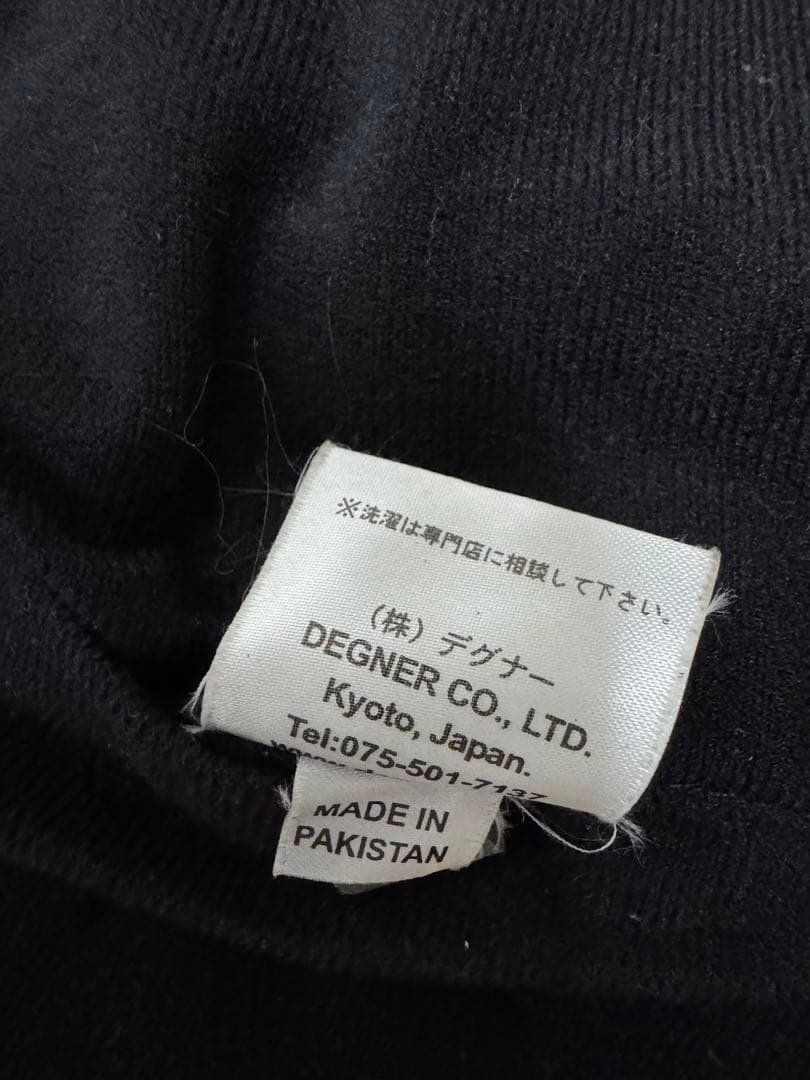 ※洗濯は専門店に相談して下さい。
（株）デグナー
DEGNER CO., LTD.
Kyoto, Japan.
Tel:075-501-7137
MADE IN
PAKISTAN